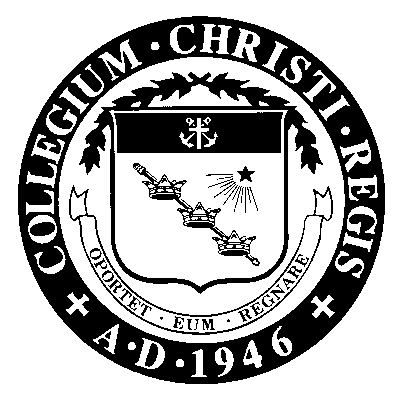 COLLEGIUM · CHRISTI · REGIS
OPORTET · EUM · REGNARE
A · D · 1946